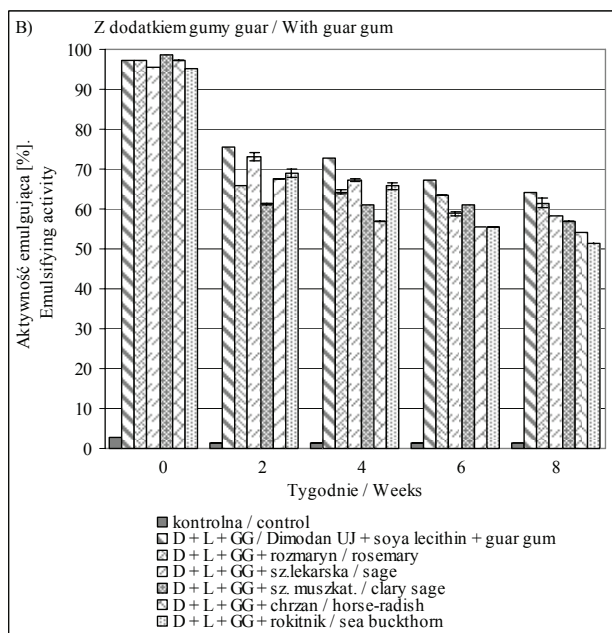 B) Z dodatkiem gumy guar / With guar gum
Aktywność emulgująca [%].
Emulsifying activity
100
90
80
70
60
50
40
30
20
10
0
0 2 4 6 8
Tygodnie / Weeks
kontrolna / control
D + L + GG / Dimodan UJ + soya lecithin + guar gum
D + L + GG + rozmaryn / rosemary
D + L + GG + sz.lekarska / sage
D + L + GG + sz. muszkat. / clary sage
D + L + GG + chrzan / horse-radish
D + L + GG + rokitnik / sea buckthorn